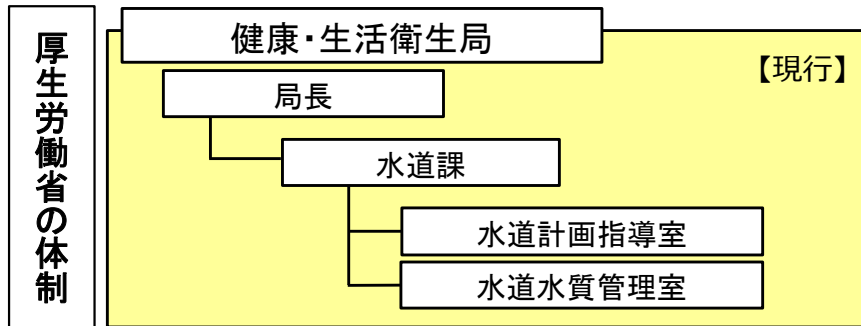 厚生労働省の体制
健康・生活衛生局
【現行】
局長
水道課
水道計画指導室
水道水質管理室